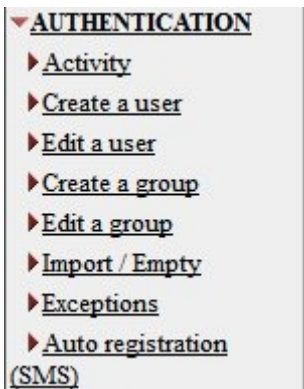 AUTHENTICATION
Activity
Create a user
Edit a user
Create a group
Edit a group
Import / Empty
Exceptions
Auto registration
(SMS)